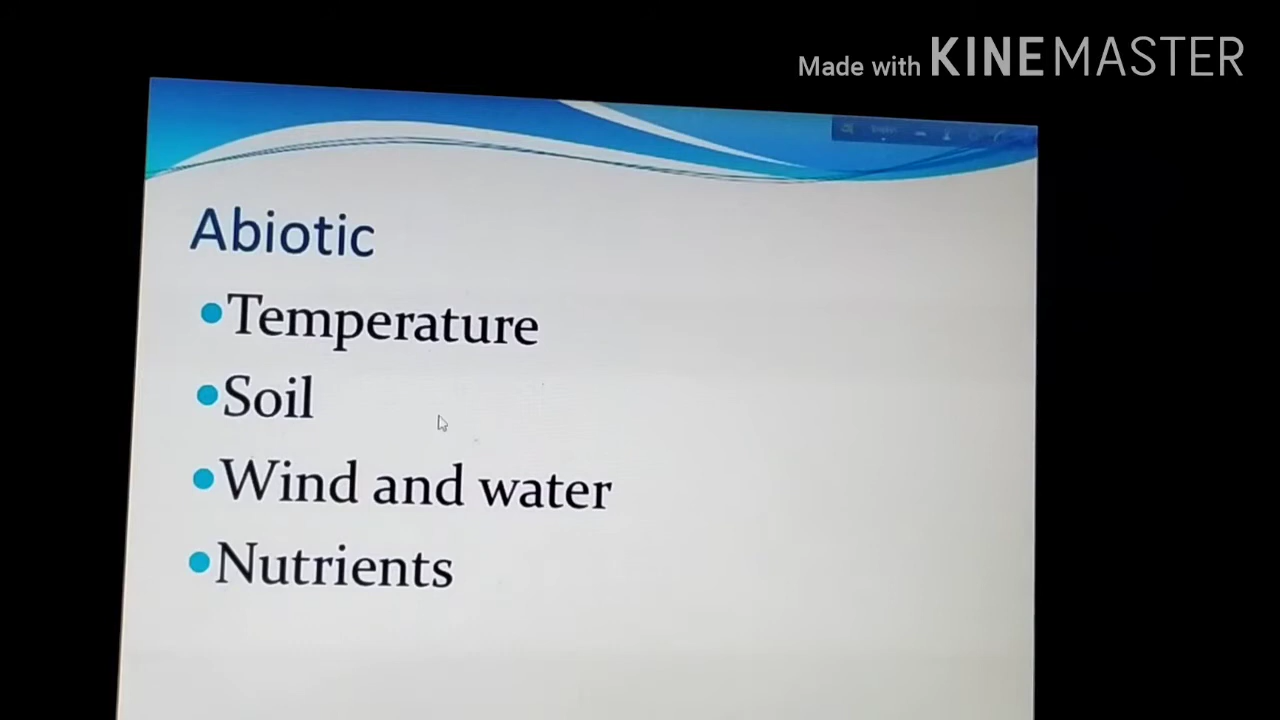 Made with KINEMASTER
Abiotic
Temperature
Soil
Wind and water
Nutrients